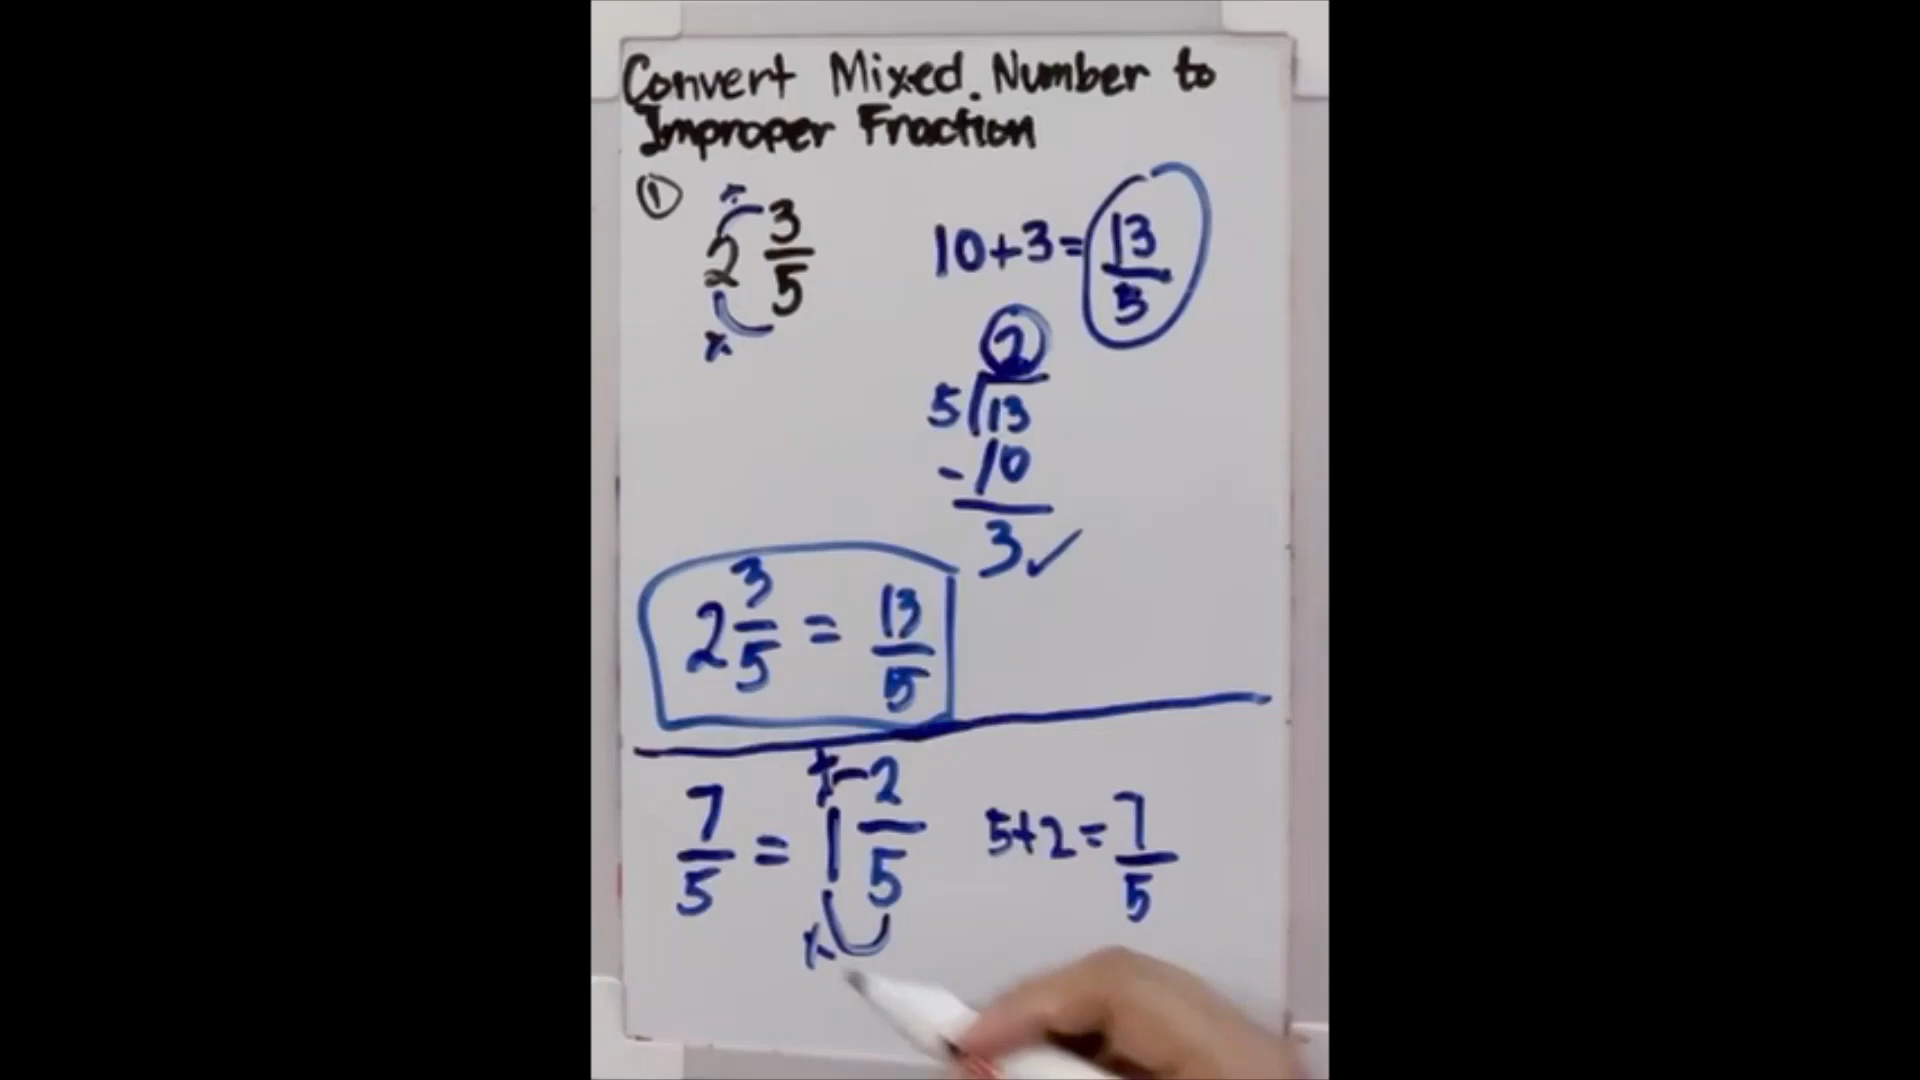 Convert Mixed Number to
Improper Fraction
① 2 3/5
+
x
10+3= 13/5
2
5)13
-10
3✓
2 3/5 = 13/5
7/5 = 1 2/5
+
x
5+2= 7/5